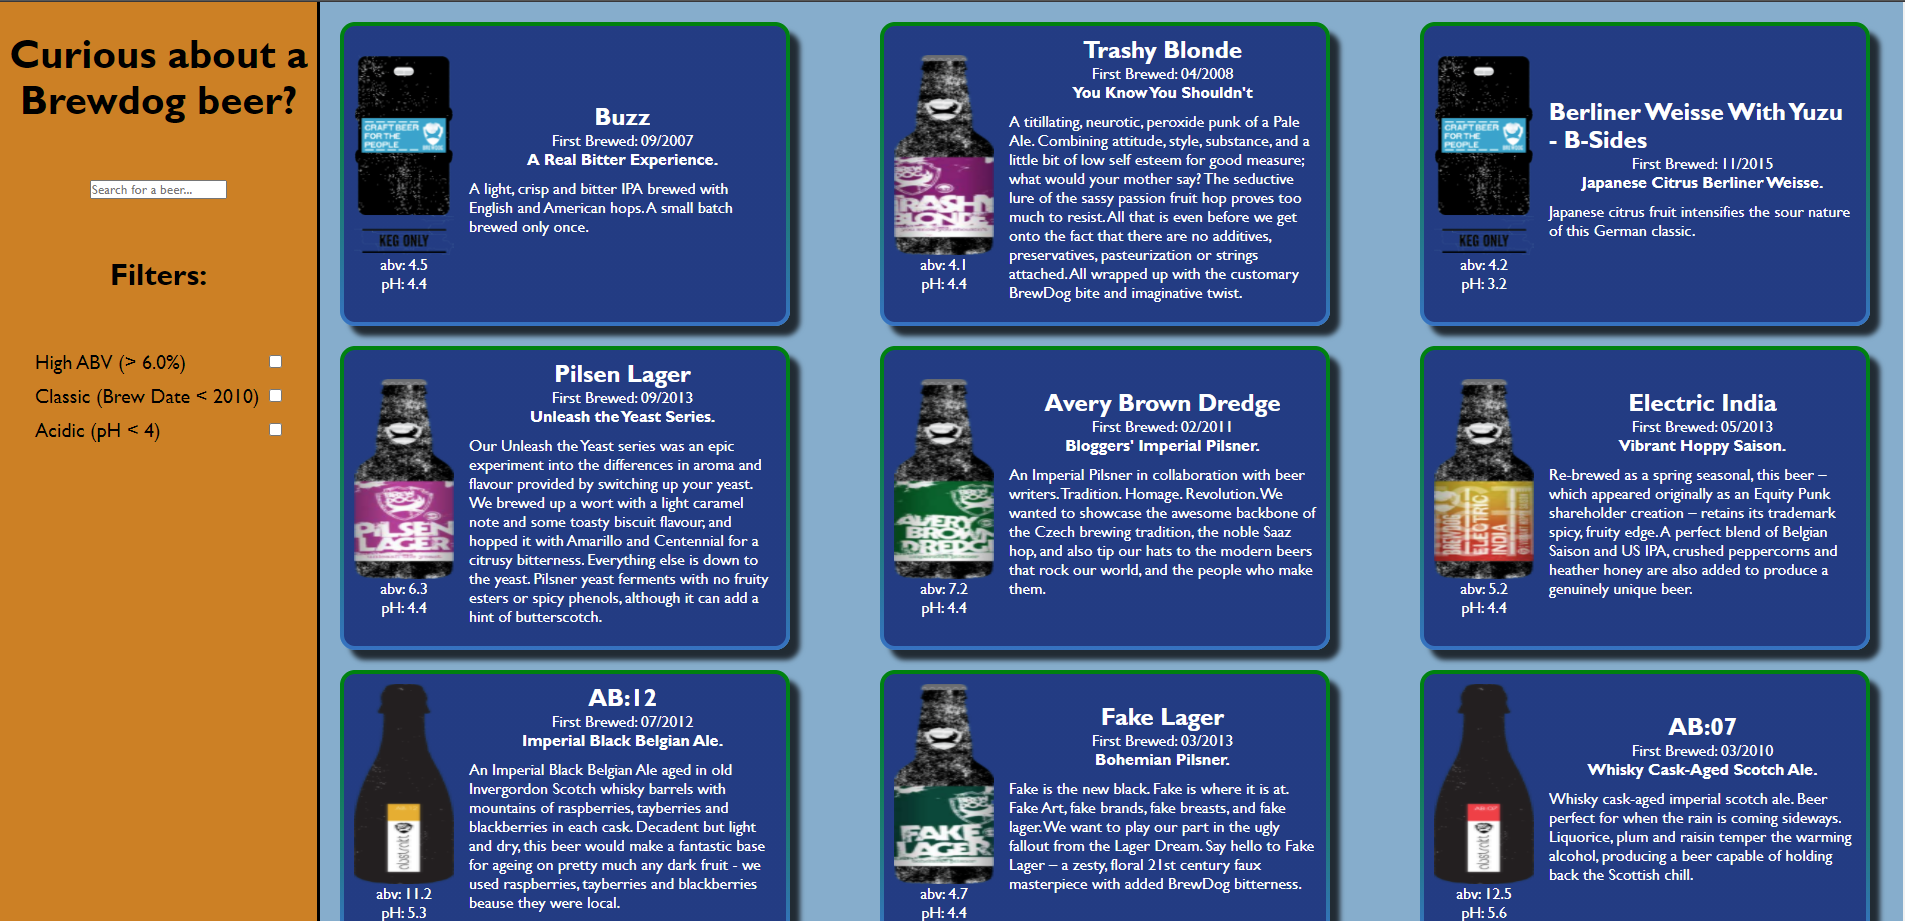 Curious about a
Brewdog beer?
Search for a beer...
Filters:
High ABV (> 6.0%)
Classic (Brew Date < 2010)
Acidic (pH < 4)
CRAFT BEER
FOR THE
PEOPLE
KEG ONLY
abv: 4.5
pH: 4.4
Buzz
First Brewed: 09/2007
A Real Bitter Experience.
A light, crisp and bitter IPA brewed with
English and American hops. A small batch
brewed only once.
TRASHY
BLONDE
abv: 4.1
pH: 4.4
Trashy Blonde
First Brewed: 04/2008
You Know You Shouldn't
A titillating, neurotic, peroxide punk of a Pale
Ale. Combining attitude, style, substance, and a
little bit of low self esteem for good measure;
what would your mother say? The seductive
lure of the sassy passion fruit hop proves too
much to resist. All that is even before we get
onto the fact that there are no additives,
preservatives, pasteurization or strings
attached. All wrapped up with the customary
BrewDog bite and imaginative twist.
CRAFT BEER
FOR THE
PEOPLE
KEG ONLY
abv: 4.2
pH: 3.2
Berliner Weisse With Yuzu
- B-Sides
First Brewed: 11/2015
Japanese Citrus Berliner Weisse.
Japanese citrus fruit intensifies the sour nature
of this German classic.
PILSEN
LAGER
abv: 6.3
pH: 4.4
Pilsen Lager
First Brewed: 09/2013
Unleash the Yeast Series.
Our Unleash the Yeast series was an epic
experiment into the differences in aroma and
flavour provided by switching up your yeast.
We brewed up a wort with a light caramel
note and some toasty biscuit flavour, and
hopped it with Amarillo and Centennial for a
citrusy bitterness. Everything else is down to
the yeast. Pilsner yeast ferments with no fruity
esters or spicy phenols, although it can add a
hint of butterscotch.
AVERY
BROWN
DREDGE
abv: 7.2
pH: 4.4
Avery Brown Dredge
First Brewed: 02/2011
Bloggers' Imperial Pilsner.
An Imperial Pilsner in collaboration with beer
writers. Tradition. Homage. Revolution. We
wanted to showcase the awesome backbone of
the Czech brewing tradition, the noble Saaz
hop, and also tip our hats to the modern beers
that rock our world, and the people who make
them.
BREWDOG
ELECTRIC
INDIA
abv: 5.2
pH: 4.4
Electric India
First Brewed: 05/2013
Vibrant Hoppy Saison.
Re-brewed as a spring seasonal, this beer –
which appeared originally as an Equity Punk
shareholder creation – retains its trademark
spicy, fruity edge. A perfect blend of Belgian
Saison and US IPA, crushed peppercorns and
heather honey are also added to produce a
genuinely unique beer.
abstrakt
abv: 11.2
pH: 5.3
AB:12
First Brewed: 07/2012
Imperial Black Belgian Ale.
An Imperial Black Belgian Ale aged in old
Invergordon Scotch whisky barrels with
mountains of raspberries, tayberries and
blackberries in each cask. Decadent but light
and dry, this beer would make a fantastic base
for ageing on pretty much any dark fruit - we
used raspberries, tayberries and blackberries
beause they were local.
FAKE
LAGER
abv: 4.7
pH: 4.4
Fake Lager
First Brewed: 03/2013
Bohemian Pilsner.
Fake is the new black. Fake is where it is at.
Fake Art, fake brands, fake breasts, and fake
lager. We want to play our part in the ugly
fallout from the Lager Dream. Say hello to Fake
Lager – a zesty, floral 21st century faux
masterpiece with added BrewDog bitterness.
AB:07
abstrakt
abv: 12.5
pH: 5.6
AB:07
First Brewed: 03/2010
Whisky Cask-Aged Scotch Ale.
Whisky cask-aged imperial scotch ale. Beer
perfect for when the rain is coming sideways.
Liquorice, plum and raisin temper the warming
alcohol, producing a beer capable of holding
back the Scottish chill.